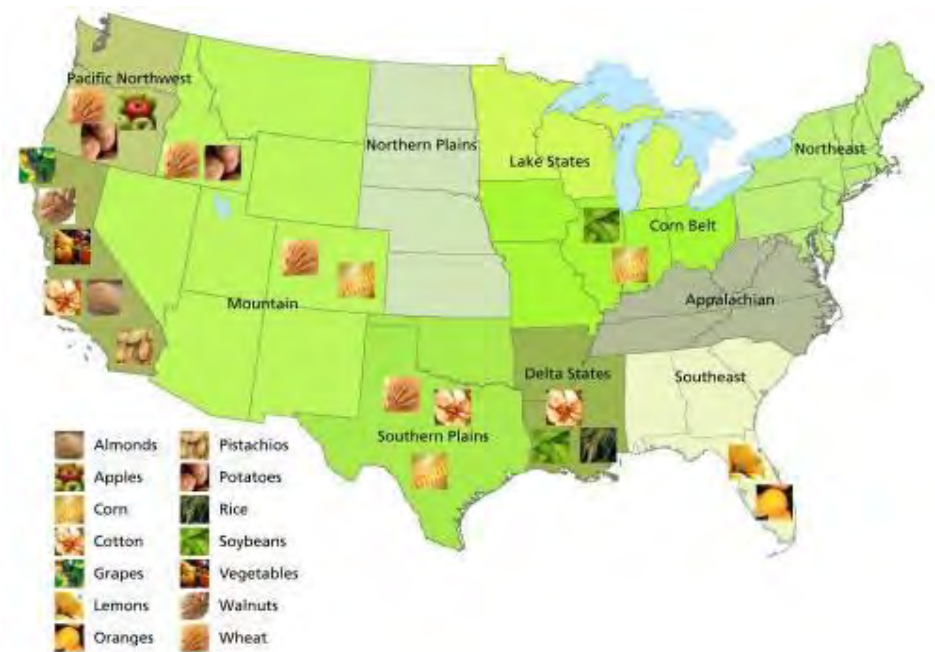 Pacific Northwest
Northern Plains
Lake States
Northeast
Corn Belt
Mountain
Appalachian
Delta States
Southeast
Southern Plains
Almonds
Pistachios
Apples
Potatoes
Corn
Rice
Cotton
Soybeans
Grapes
Vegetables
Lemons
Walnuts
Oranges
Wheat